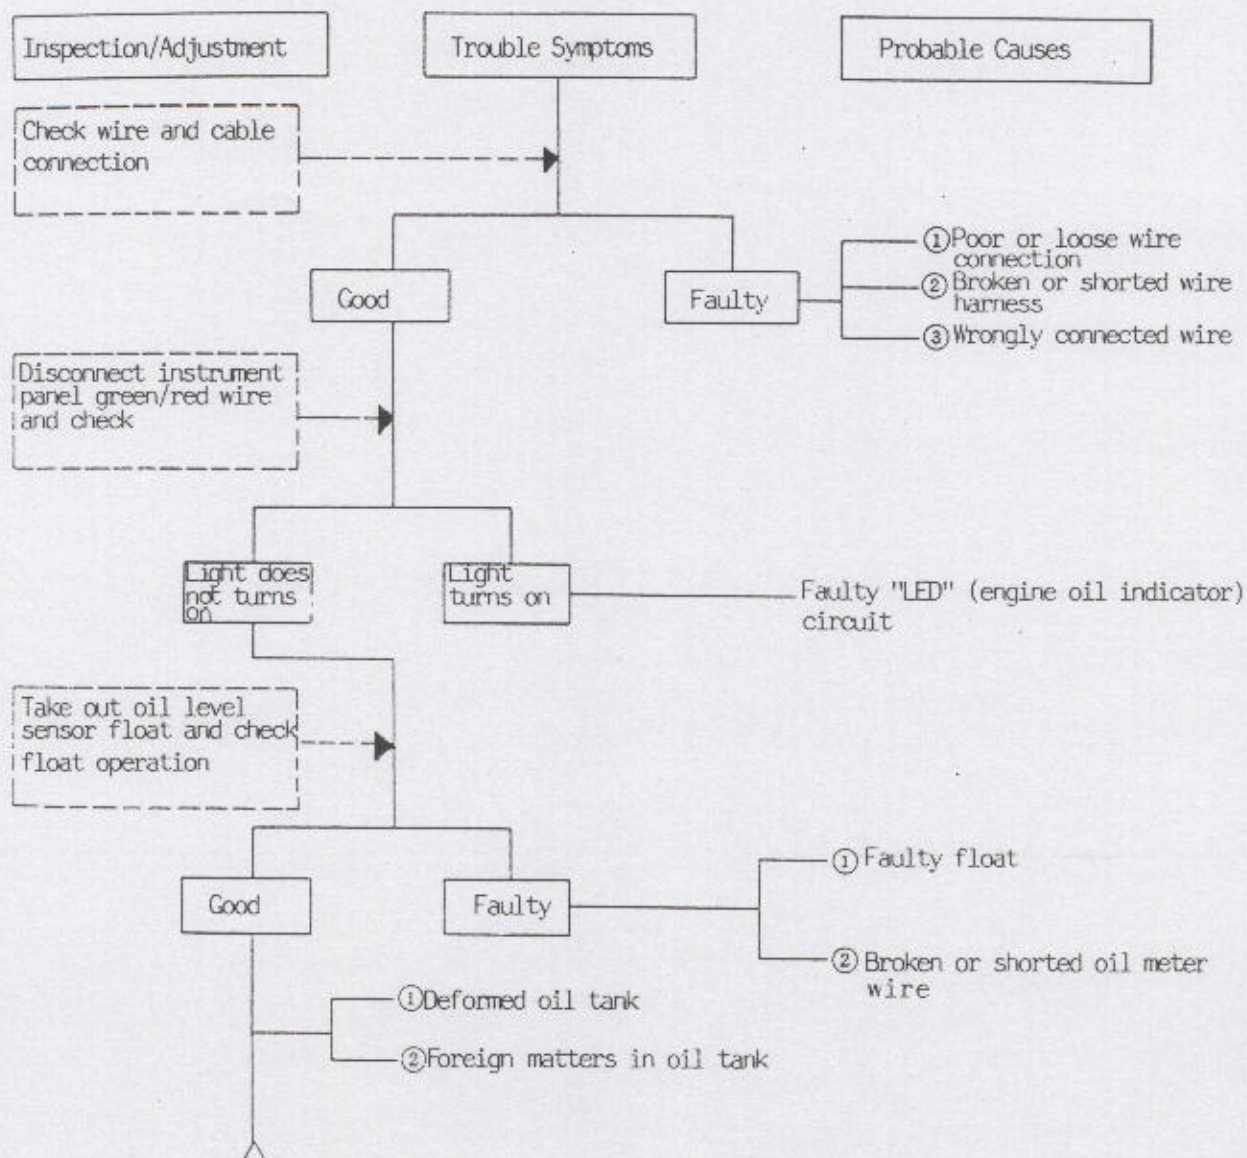 Inspection/Adjustment
Trouble Symptoms
Probable Causes
Check wire and cable
connection
Good
Faulty
①Poor or loose wire
connection
②Broken or shorted wire
harness
③Wrongly connected wire
Disconnect instrument
panel green/red wire
and check
Light does
not turns
on
Light
turns on
Faulty "LED" (engine oil indicator)
circuit
Take out oil level
sensor float and check
float operation
Good
Faulty
①Faulty float
②Broken or shorted oil meter
wire
①Deformed oil tank
②Foreign matters in oil tank